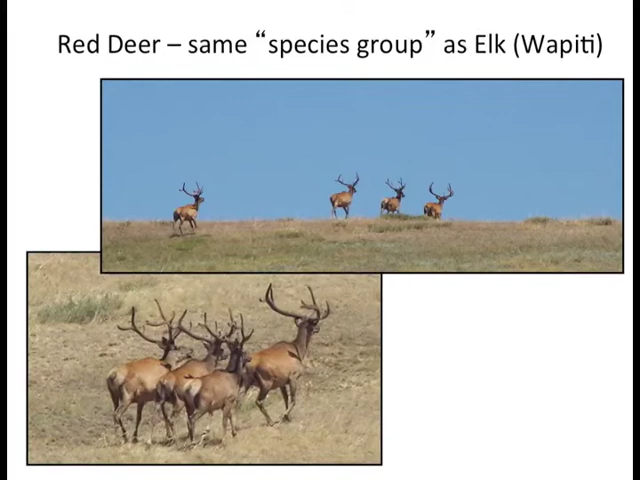 Red Deer – same “species group” as Elk (Wapiti)